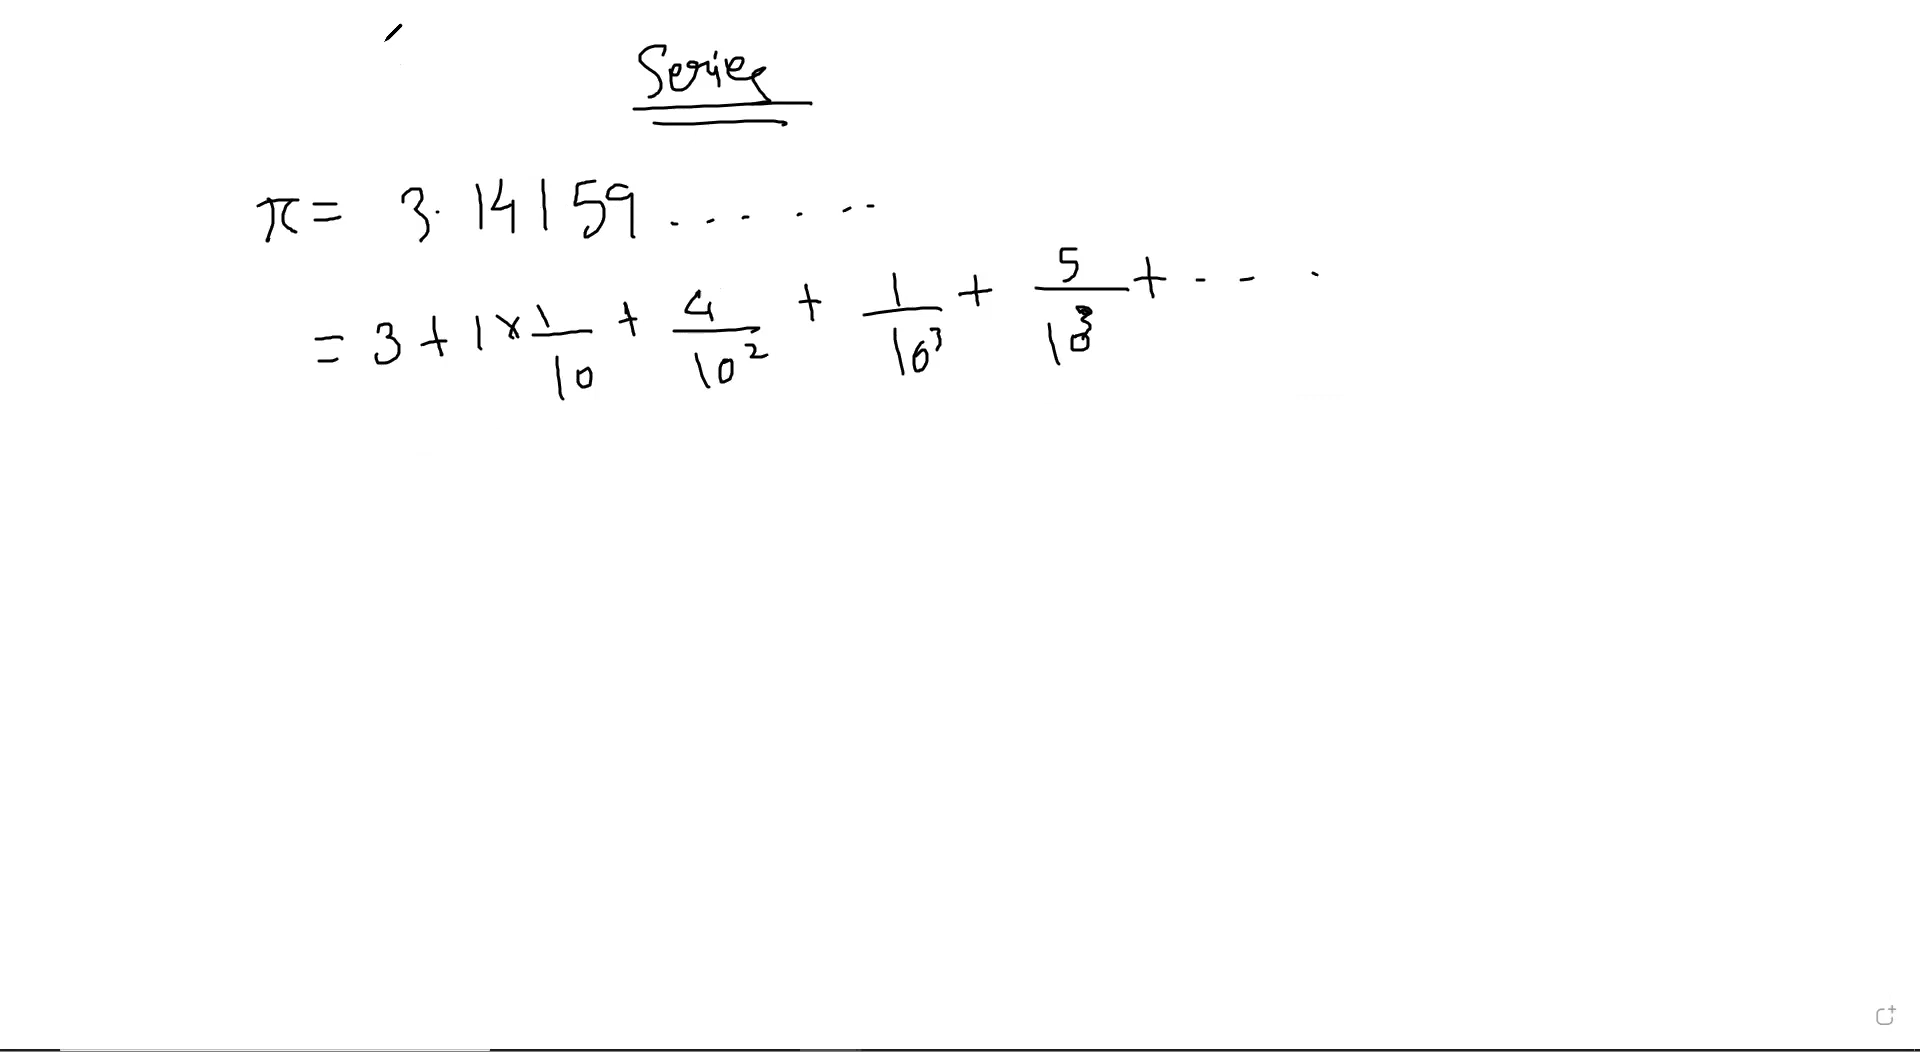 Series
π = 3.14159.......
= 3 + 1 × 1/10 + 4/10² + 1/10³ + 5/10³ + - - .